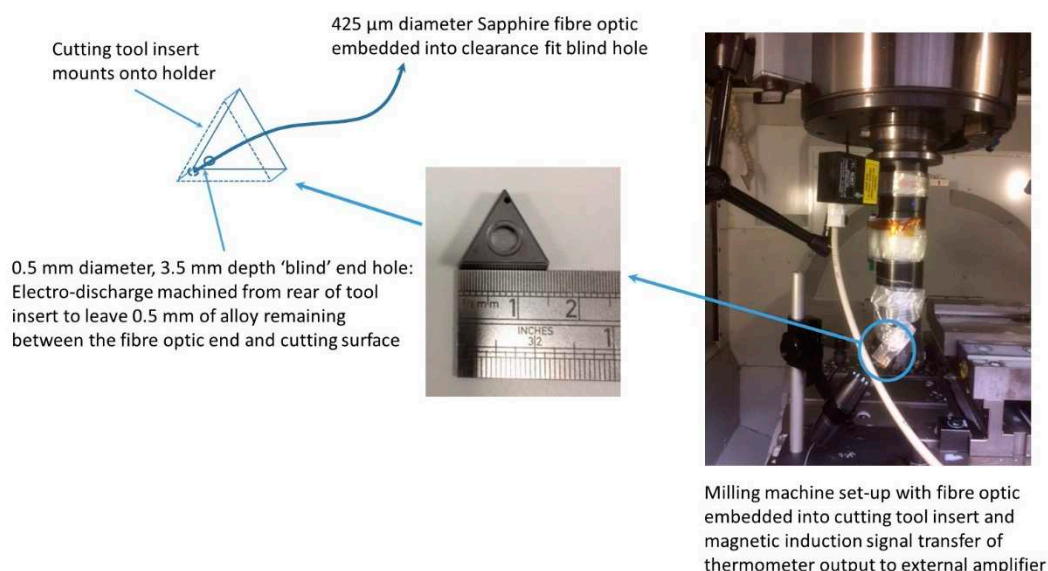 Cutting tool insert
mounts onto holder
425 µm diameter Sapphire fibre optic
embedded into clearance fit blind hole
0.5 mm diameter, 3.5 mm depth ‘blind’ end hole:
Electro-discharge machined from rear of tool
insert to leave 0.5 mm of alloy remaining
between the fibre optic end and cutting surface
1 2
INCHES
32
1
Milling machine set-up with fibre optic
embedded into cutting tool insert and
magnetic induction signal transfer of
thermometer output to external amplifier